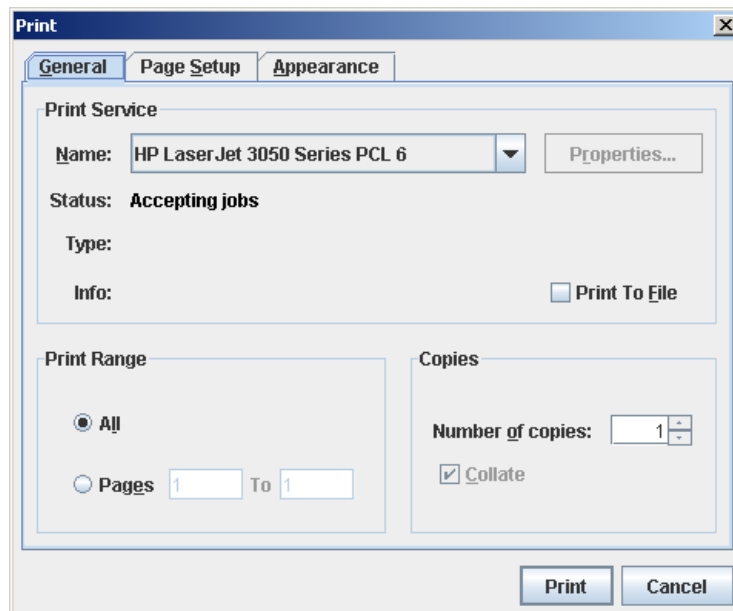 Print
General Page Setup Appearance
Print Service
Name: HP LaserJet 3050 Series PCL 6 Properties...
Status: Accepting jobs
Type:
Info: Print To File
Print Range Copies
All
Number of copies: 1
Pages 1 To 1
Collate
Print Cancel